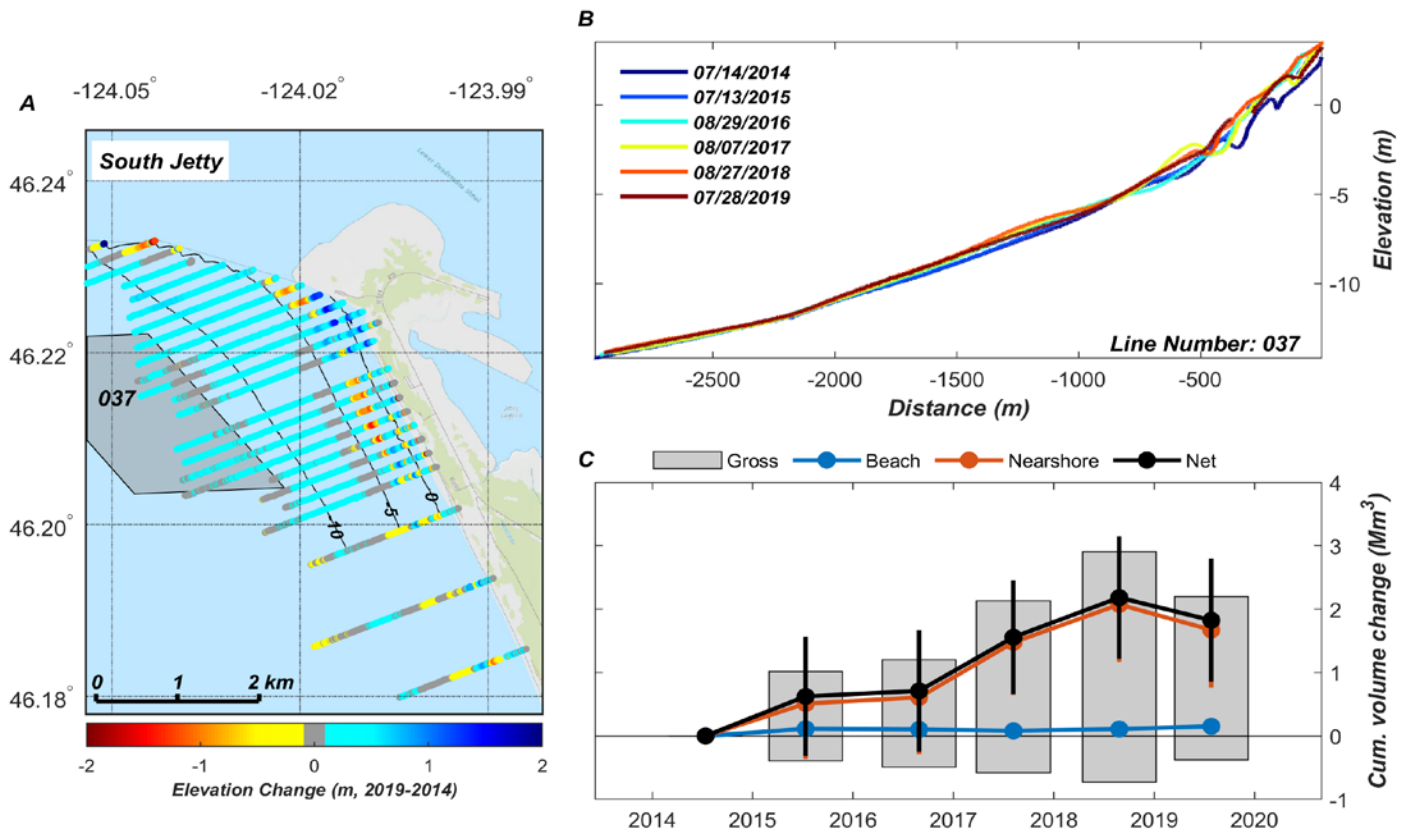 A
-124.05° -124.02° -123.99°
South Jetty
46.24°
46.22°
46.20°
46.18°
037
-10 -5 0
0 1 2 km
-2 -1 0 1 2
Elevation Change (m, 2019-2014)
B
07/14/2014
07/13/2015
08/29/2016
08/07/2017
08/27/2018
07/28/2019
0
-5
-10
Elevation (m)
Line Number: 037
-2500 -2000 -1500 -1000 -500 0
Distance (m)
C
Gross Beach Nearshore Net
4
3
2
1
0
-1
Cum. volume change (Mm³)
2014 2015 2016 2017 2018 2019 2020